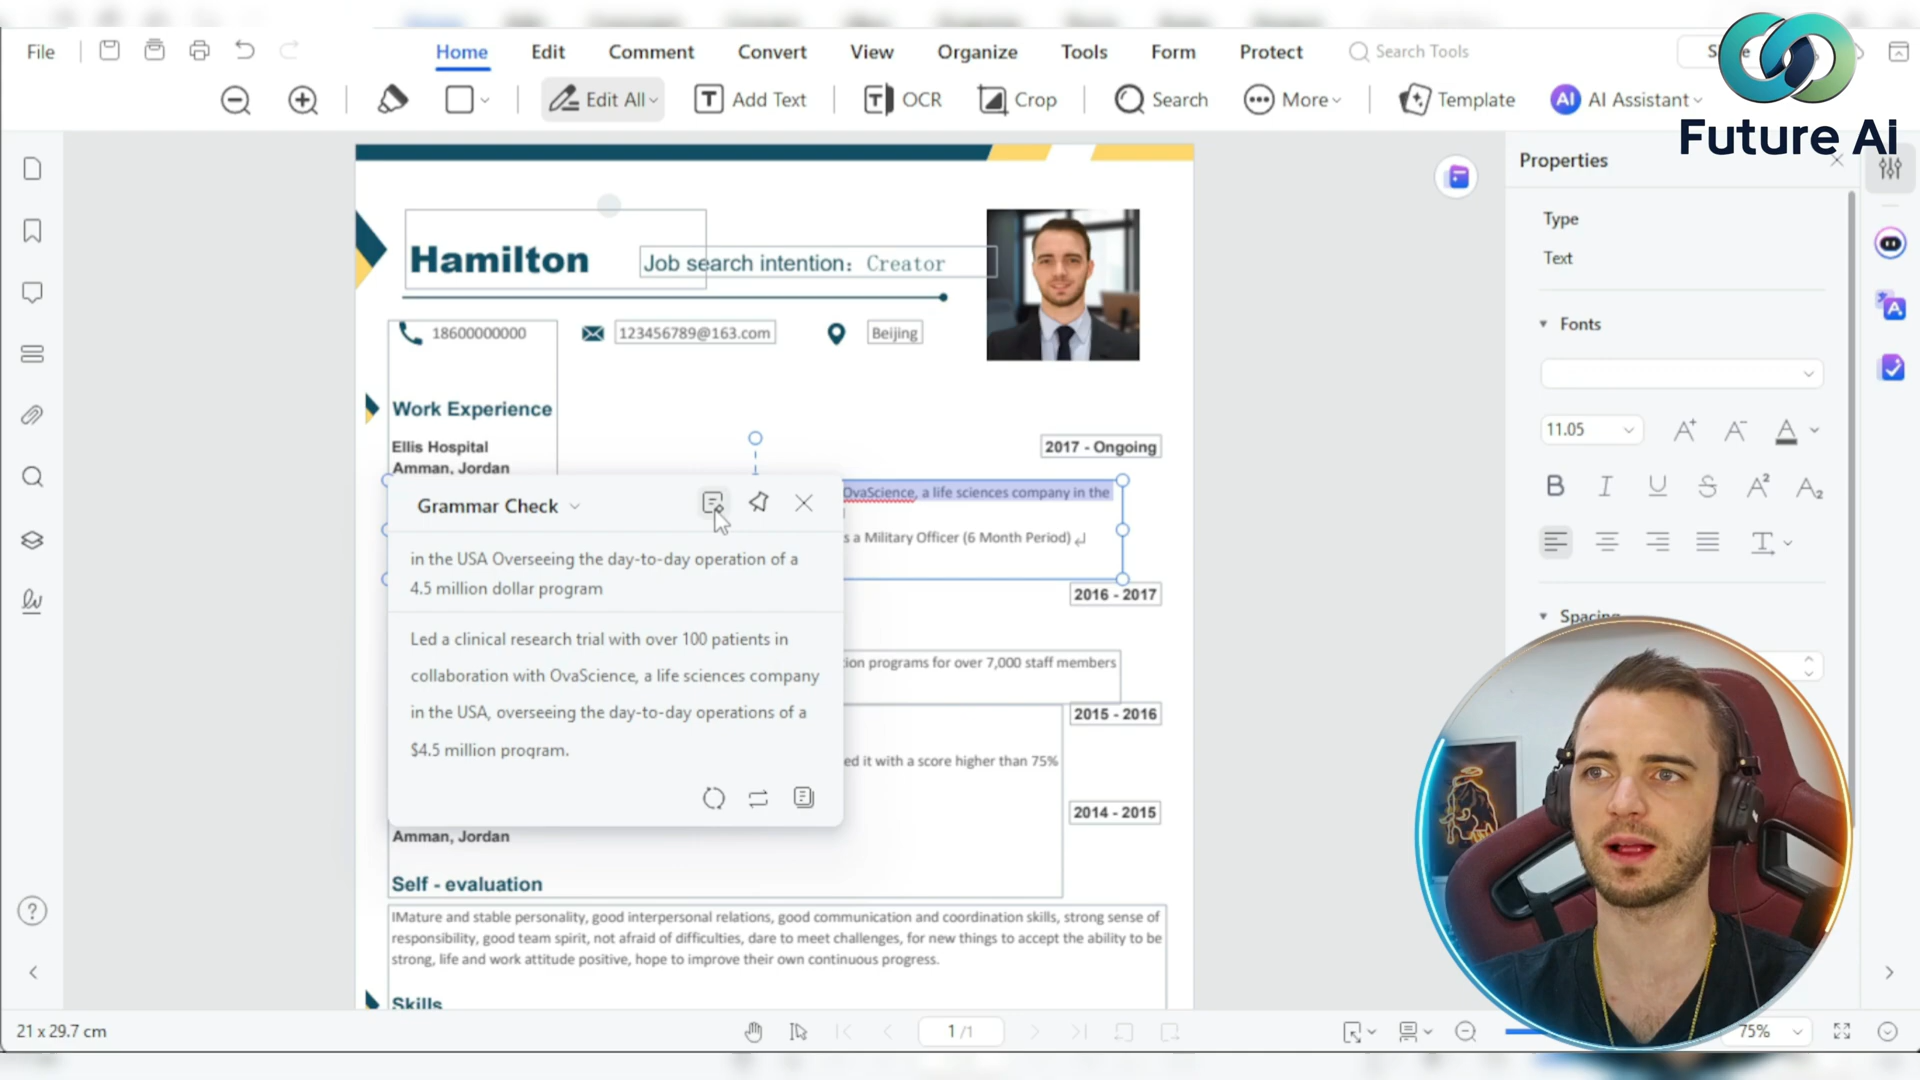 File
Home
Edit
Comment
Convert
View
Organize
Tools
Form
Protect
Search Tools
Edit All
Add Text
OCR
Crop
Search
More
Template
AI
AI Assistant
Future Ai
Properties
Type
Text
Fonts
11.05
Hamilton
Job search intention: Creator
18600000000
123456789@163.com
Beijing
Work Experience
Ellis Hospital
2017 - Ongoing
Amman, Jordan
OvaScience, a life sciences company in the
s a Military Officer (6 Month Period)
2016 - 2017
Grammar Check
in the USA Overseeing the day-to-day operation of a
4.5 million dollar program
Led a clinical research trial with over 100 patients in
collaboration with OvaScience, a life sciences company
in the USA, overseeing the day-to-day operations of a
$4.5 million program.
Spacing
tion programs for over 7,000 staff members
2015 - 2016
ed it with a score higher than 75%
2014 - 2015
Amman, Jordan
Self - evaluation
IMature and stable personality, good interpersonal relations, good communication and coordination skills, strong sense of
responsibility, good team spirit, not afraid of difficulties, dare to meet challenges, for new things to accept the ability to be
strong, life and work attitude positive, hope to improve their own continuous progress.
Skills
21 x 29.7 cm
1 /1
75%